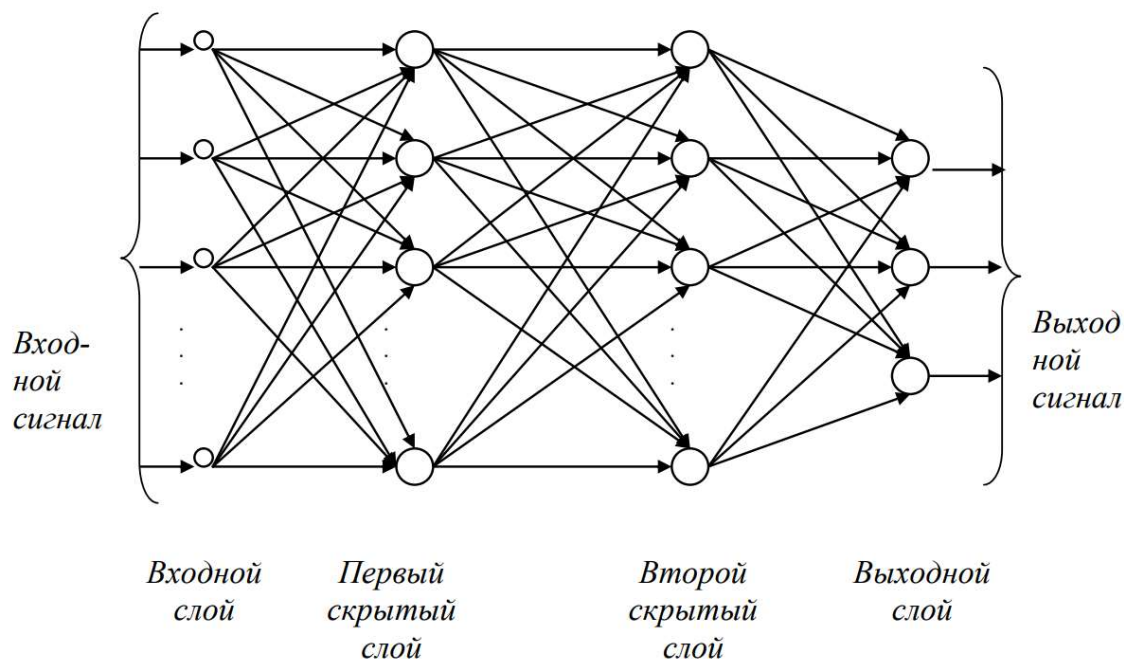 Вход-
ной
сигнал
Выход
ной
сигнал
Входной
слой
Первый
скрытый
слой
Второй
скрытый
слой
Выходной
слой